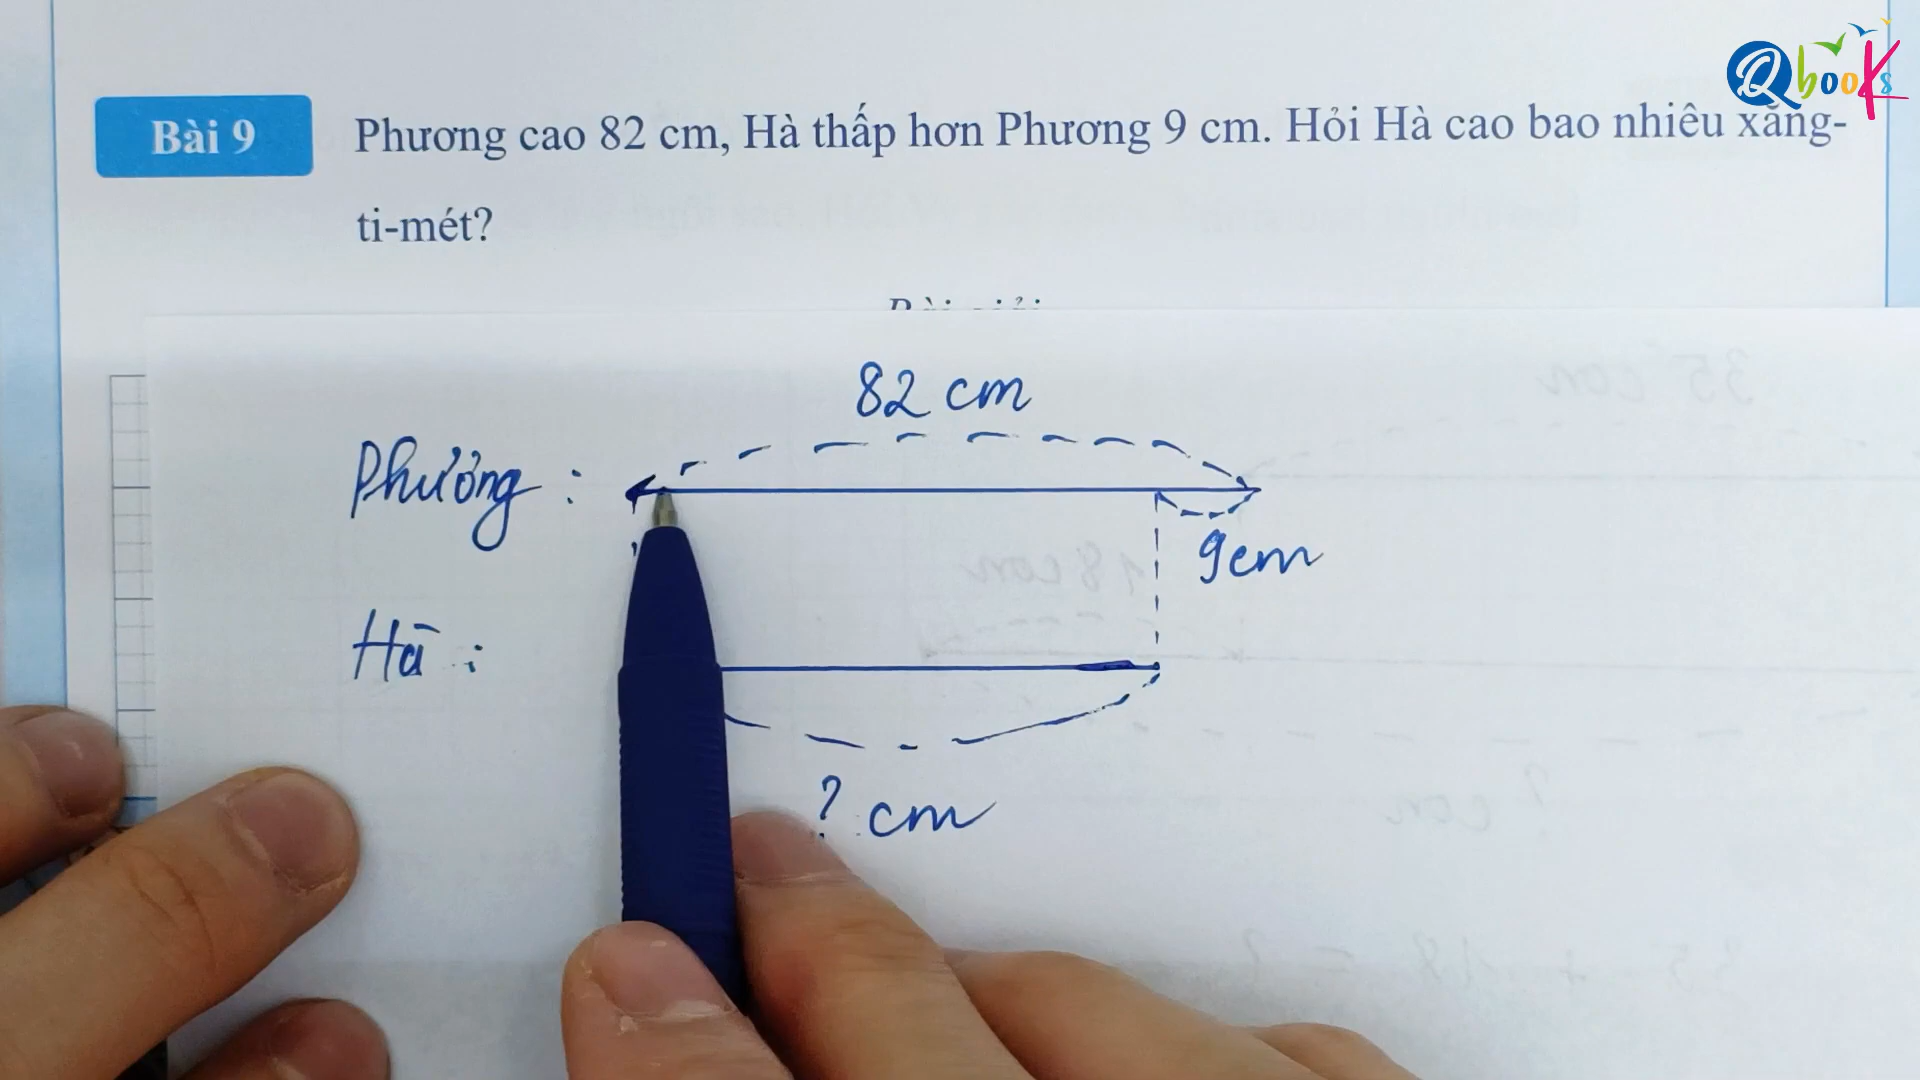 Qbooks
Bài 9
Phương cao 82 cm, Hà thấp hơn Phương 9 cm. Hỏi Hà cao bao nhiêu xăng-
ti-mét?
82 cm
Phương :
9cm
Hà :
? cm